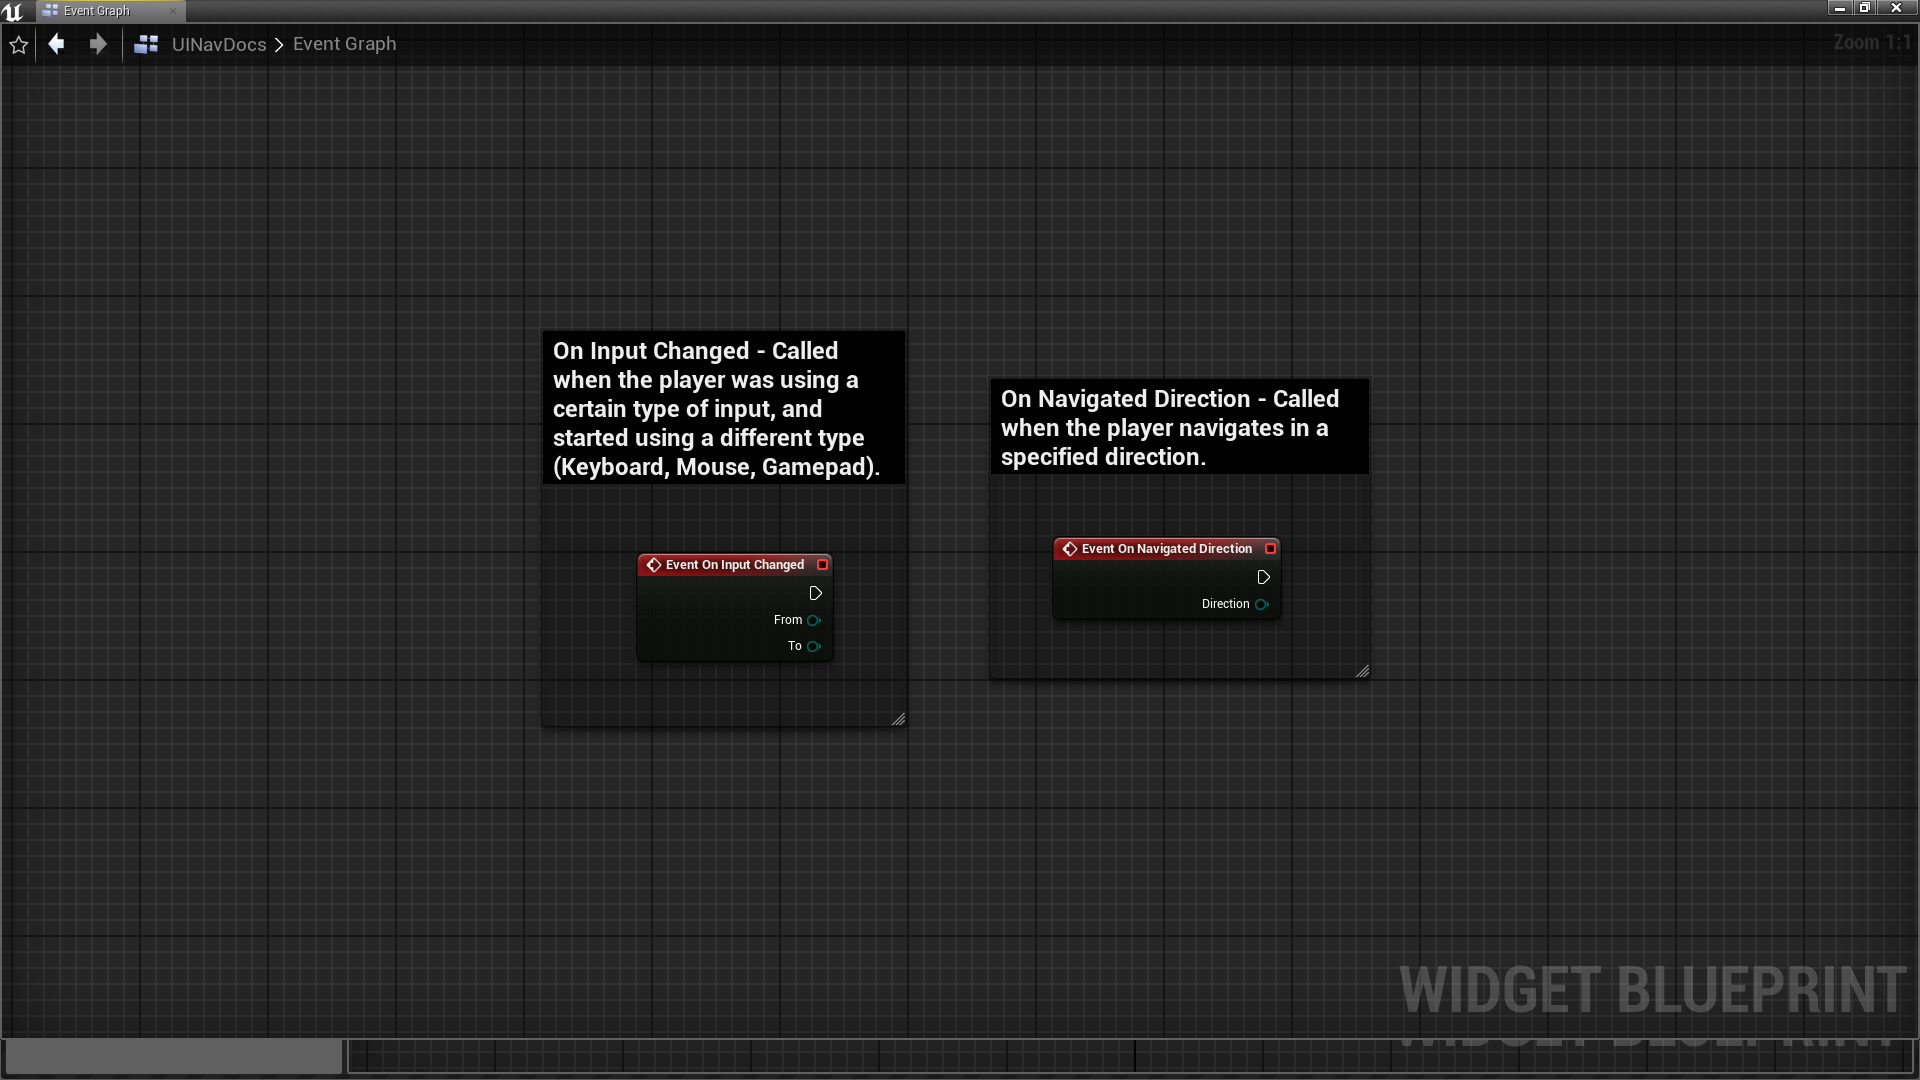 Event Graph
UINavDocs > Event Graph
Zoom 1:1
On Input Changed - Called
when the player was using a
certain type of input, and
started using a different type
(Keyboard, Mouse, Gamepad).
On Navigated Direction - Called
when the player navigates in a
specified direction.
Event On Input Changed
From
To
Event On Navigated Direction
Direction
WIDGET BLUEPRINT